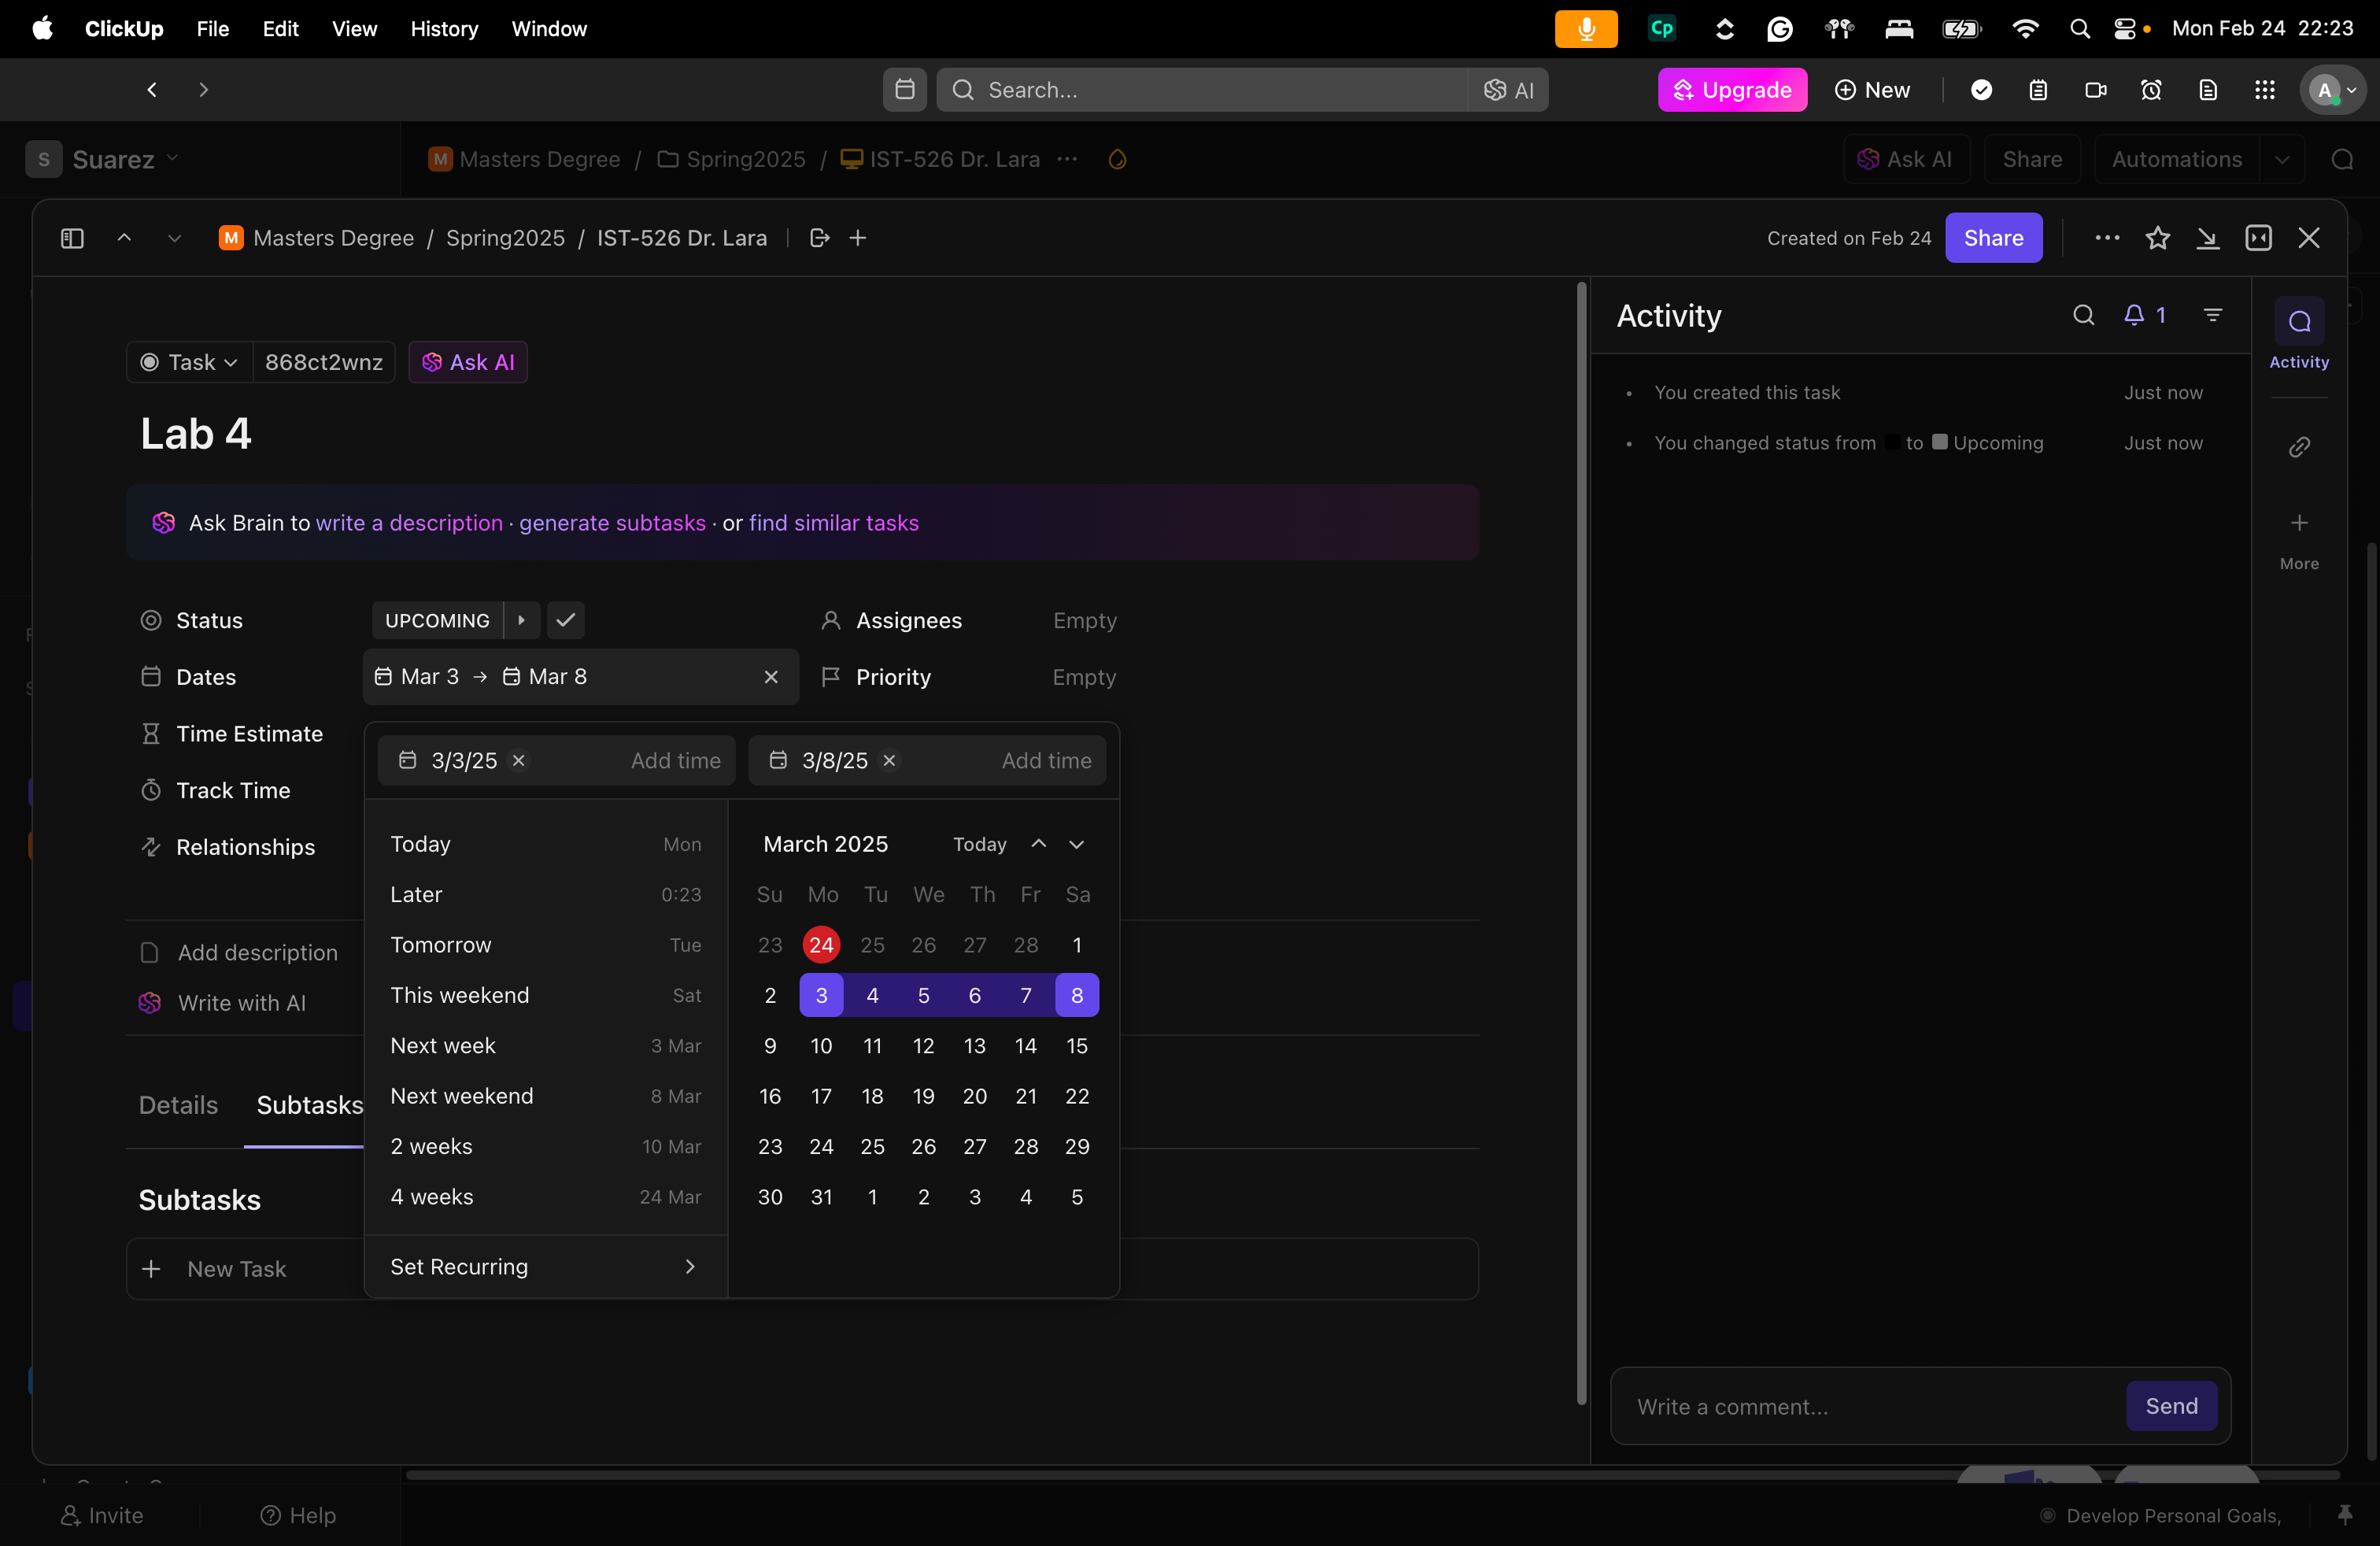 ClickUp File Edit View History Window Cp Mon Feb 24 22:23
Search... AI Upgrade New A
S Suarez M Masters Degree / Spring2025 / IST-526 Dr. Lara Ask AI Share Automations
M Masters Degree / Spring2025 / IST-526 Dr. Lara Created on Feb 24 Share
Activity 1
Activity
Task 868ct2wnz Ask AI
You created this task Just now
Lab 4
You changed status from to Upcoming Just now
Ask Brain to write a description · generate subtasks · or find similar tasks
More
Status UPCOMING Assignees Empty
Dates Mar 3 → Mar 8 Priority Empty
Time Estimate
Track Time
Relationships
3/3/25 Add time 3/8/25 Add time
Today Mon
Later 0:23
Tomorrow Tue
This weekend Sat
Next week 3 Mar
Next weekend 8 Mar
2 weeks 10 Mar
4 weeks 24 Mar
Set Recurring
March 2025 Today
Su Mo Tu We Th Fr Sa
23 24 25 26 27 28 1
2 3 4 5 6 7 8
9 10 11 12 13 14 15
16 17 18 19 20 21 22
23 24 25 26 27 28 29
30 31 1 2 3 4 5
Add description
Write with AI
Details Subtasks
Subtasks
New Task
Write a comment... Send
Invite Help Develop Personal Goals,